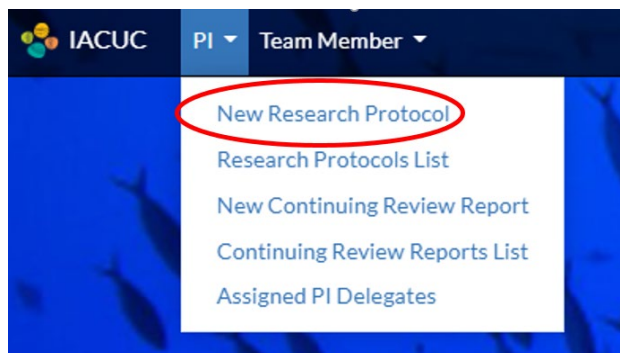 IACUC PI Team Member
New Research Protocol
Research Protocols List
New Continuing Review Report
Continuing Review Reports List
Assigned PI Delegates